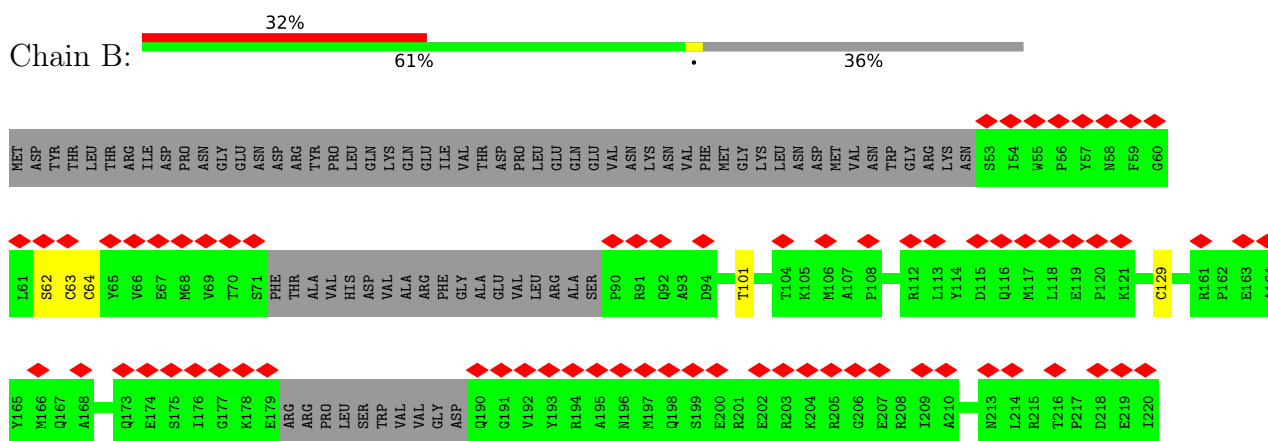 32%
Chain B:
61%
•
36%
MET ASP TYR THR LEU THR ARG ILE ASP PRO ASN GLY GLU ASN ASP ARG TYR PRO LEU GLN LYS GLN GLU ILE VAL THR ASP PRO LEU GLU GLN GLU VAL ASN LYS ASN VAL PHE MET GLY LYS LEU ASN ASP MET VAL ASN TRP GLY ARG LYS ASN S53 I54 W55 P56 Y57 N58 F59 G60
L61 S62 C63 C64 Y65 V66 E67 M68 V69 T70 S71 PHE THR ALA VAL HIS ASP VAL ALA ARG PHE GLY ALA GLU VAL LEU ARG ALA SER P90 R91 Q92 A93 D94 T101 T104 K105 M106 A107 P108 R112 L113 Y114 D115 Q116 M117 L118 E119 P120 K121 C129 R161 P162 E163 A164
Y165 M166 Q167 A168 Q173 E174 S175 I176 G177 K178 E179 ARG ARG PRO LEU SER TRP VAL VAL GLY ASP Q190 G191 V192 Y193 R194 A195 N196 M197 Q198 S199 E200 R201 E202 R203 K204 R205 G206 E207 R208 I209 A210 N213 L214 R215 T216 P217 D218 E219 I220